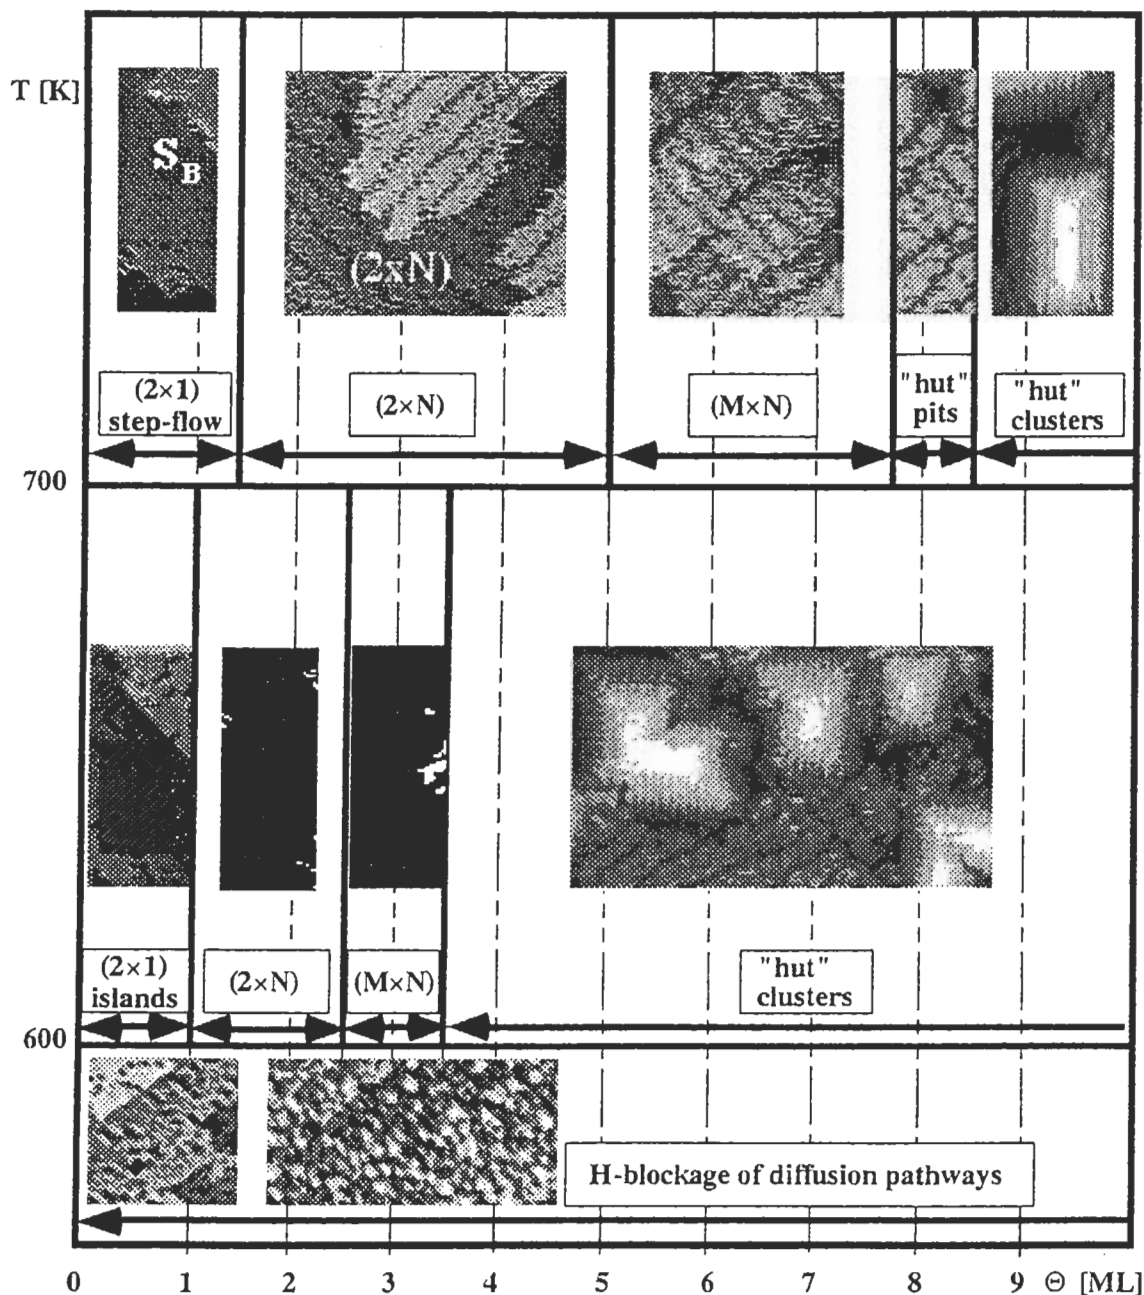 T [K]
S_B
(2xN)
(2×1)
step-flow
(2×N)
(M×N)
"hut"
pits
"hut"
clusters
700
(2×1)
islands
(2×N)
(M×N)
"hut"
clusters
600
H-blockage of diffusion pathways
0 1 2 3 4 5 6 7 8 9 Θ [ML]